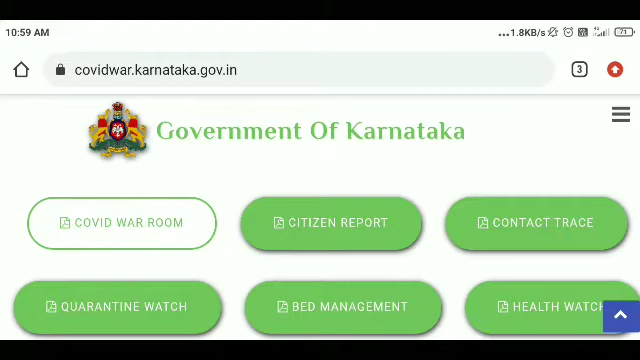 10:59 AM ...1.8KB/s 71
covidwar.karnataka.gov.in 3
Government Of Karnataka
COVID WAR ROOM CITIZEN REPORT CONTACT TRACE
QUARANTINE WATCH BED MANAGEMENT HEALTH WATCH